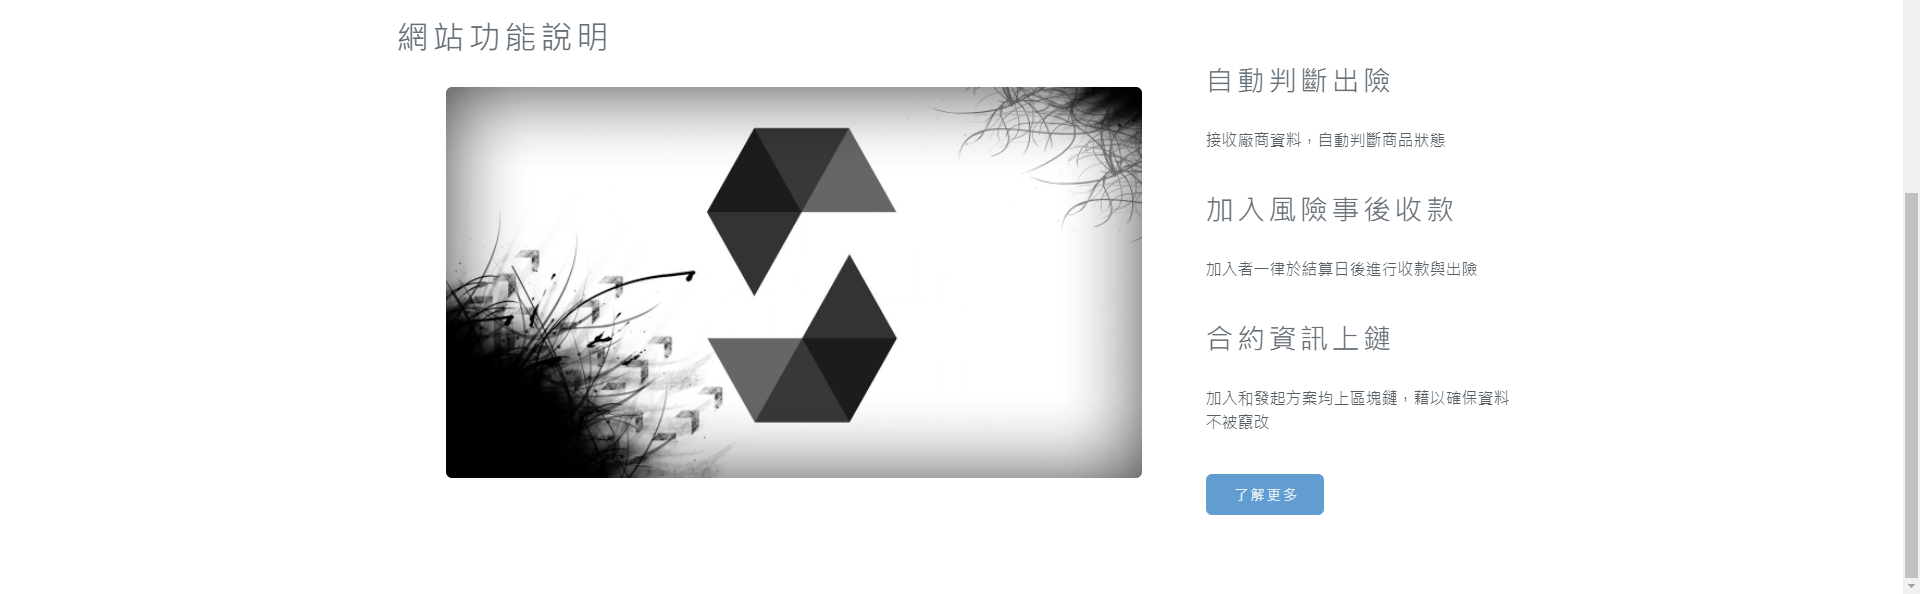 網站功能說明
自動判斷出險
接收廠商資料，自動判斷商品狀態
加入風險事後收款
加入者一律於結算日後進行收款與出險
合約資訊上鏈
加入和發起方案均上區塊鏈，藉以確保資料
不被竄改
了解更多